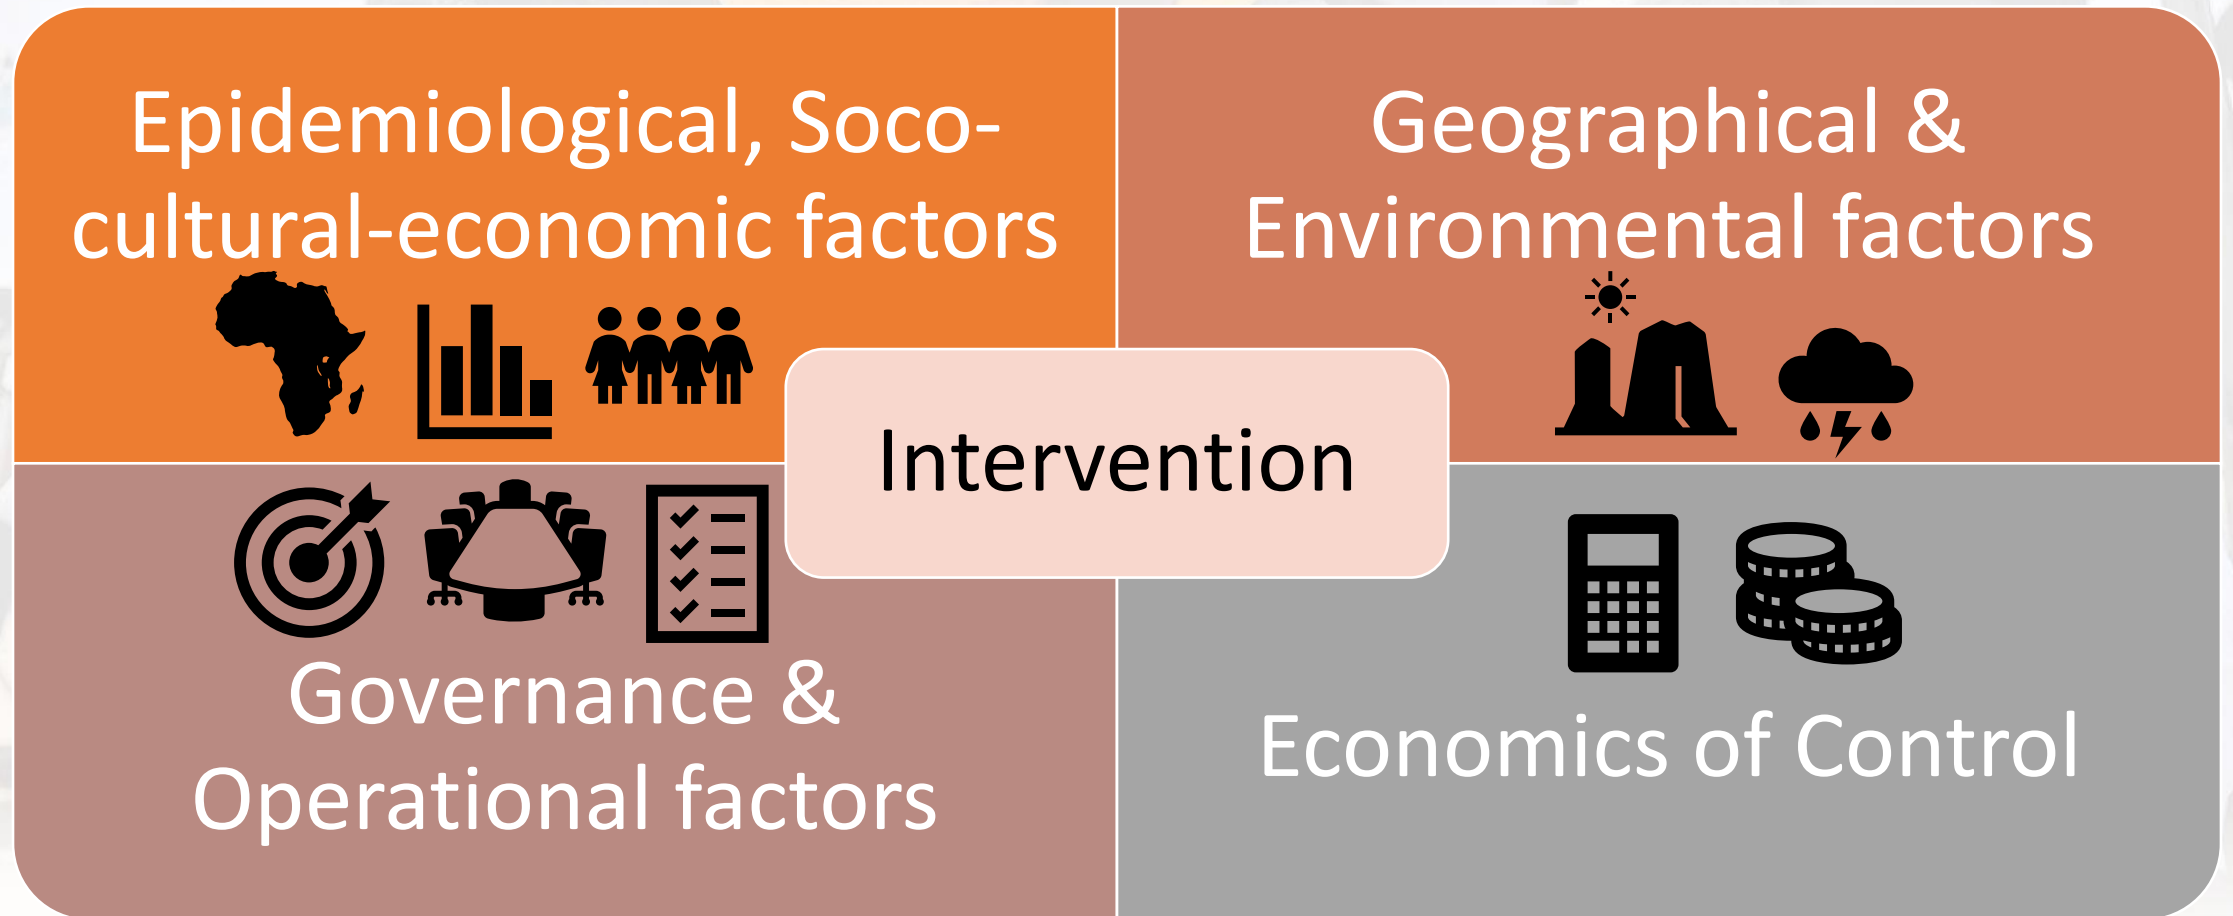 Epidemiological, Soco-
cultural-economic factors
Geographical &
Environmental factors
Intervention
Governance &
Operational factors
Economics of Control